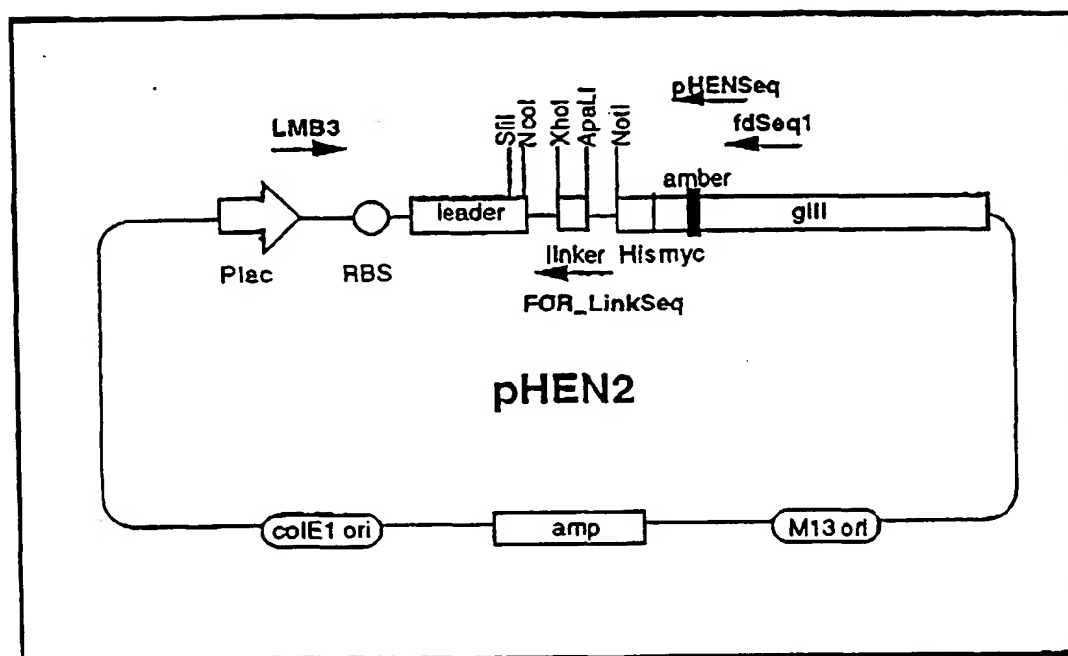 pHENSeq
LMB3
fdSeq1
SfiI
NcoI
XhoI
ApaLI
NotI
amber
leader
gIII
Plac
RBS
linker
His myc
FOR_LinkSeq
pHEN2
colE1 ori
amp
M13 ori